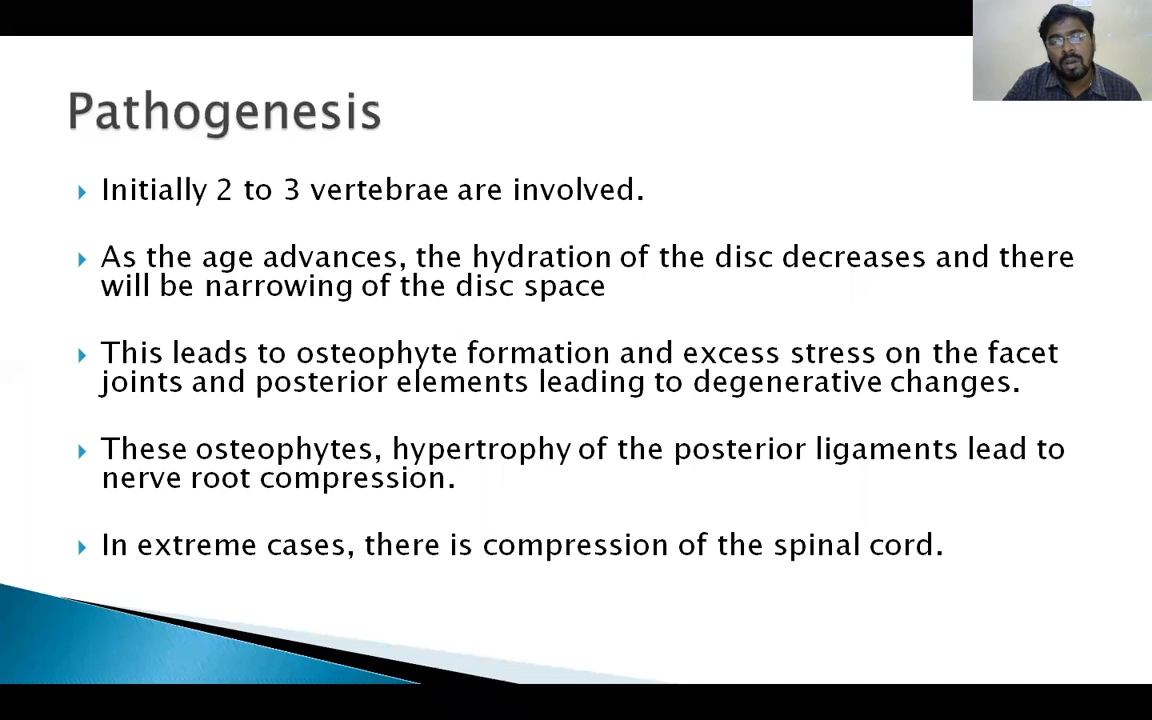 Pathogenesis
Initially 2 to 3 vertebrae are involved.
As the age advances, the hydration of the disc decreases and there
will be narrowing of the disc space
This leads to osteophyte formation and excess stress on the facet
joints and posterior elements leading to degenerative changes.
These osteophytes, hypertrophy of the posterior ligaments lead to
nerve root compression.
In extreme cases, there is compression of the spinal cord.